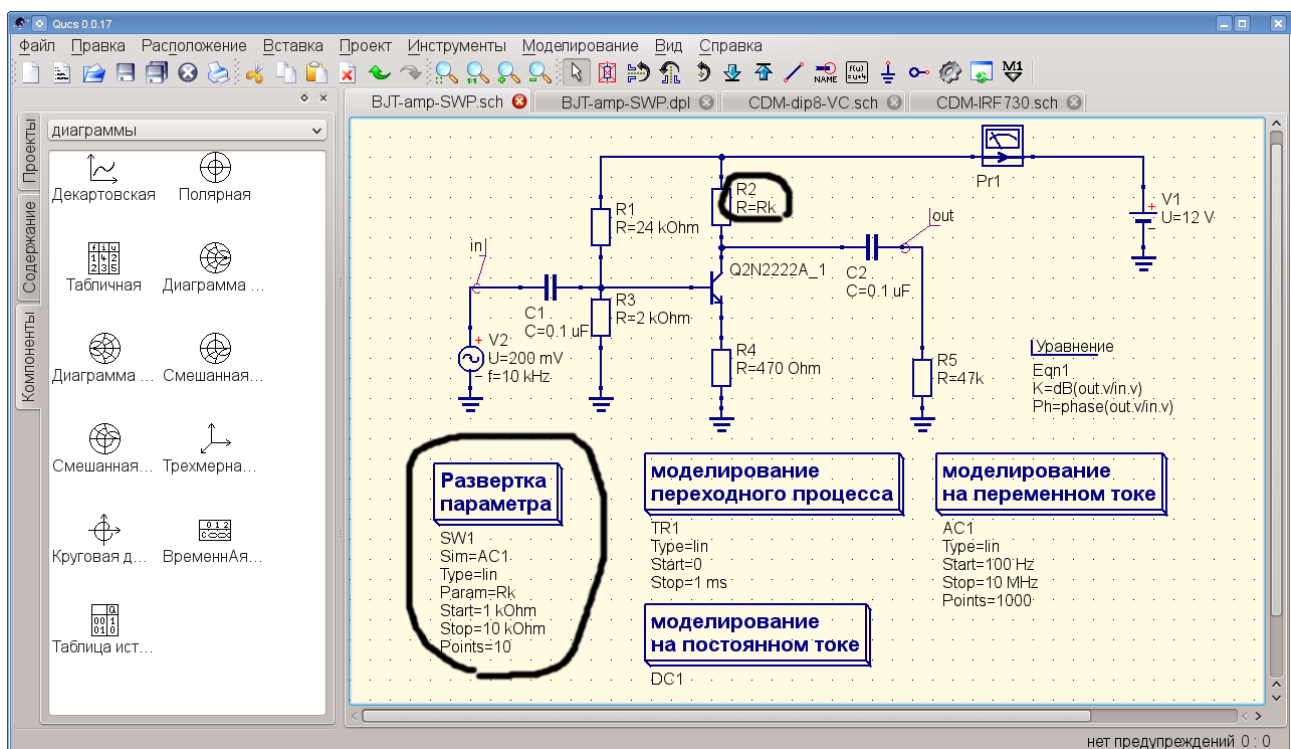 Qucs 0.0.17
Файл Правка Расположение Вставка Проект Инструменты Моделирование Вид Справка
NAME
M1
BJT-amp-SWP.sch BJT-amp-SWP.dpl CDM-dip8-VC.sch CDM-IRF730.sch
Проекты
Содержание
Компоненты
диаграммы
Декартовская Полярная
Табличная Диаграмма ...
Диаграмма ... Смешанная...
Смешанная... Трехмерна...
Круговая д... ВременнАя...
Таблица ист...
Pr1
V1
U=12 V
R2
R=Rk
R1
R=24 kOhm
in
out
Q2N2222A_1
C2
C=0.1 uF
C1
C=0.1 uF
R3
R=2 kOhm
V2
U=200 mV
f=10 kHz
R4
R=470 Ohm
R5
R=47k
Уравнение
Eqn1
K=dB(out.v/in.v)
Ph=phase(out.v/in.v)
Развертка
параметра
SW1
Sim=AC1
Type=lin
Param=Rk
Start=1 kOhm
Stop=10 kOhm
Points=10
моделирование
переходного процесса
TR1
Type=lin
Start=0
Stop=1 ms
моделирование
на постоянном токе
DC1
моделирование
на переменном токе
AC1
Type=lin
Start=100 Hz
Stop=10 MHz
Points=1000
нет предупреждений 0 : 0